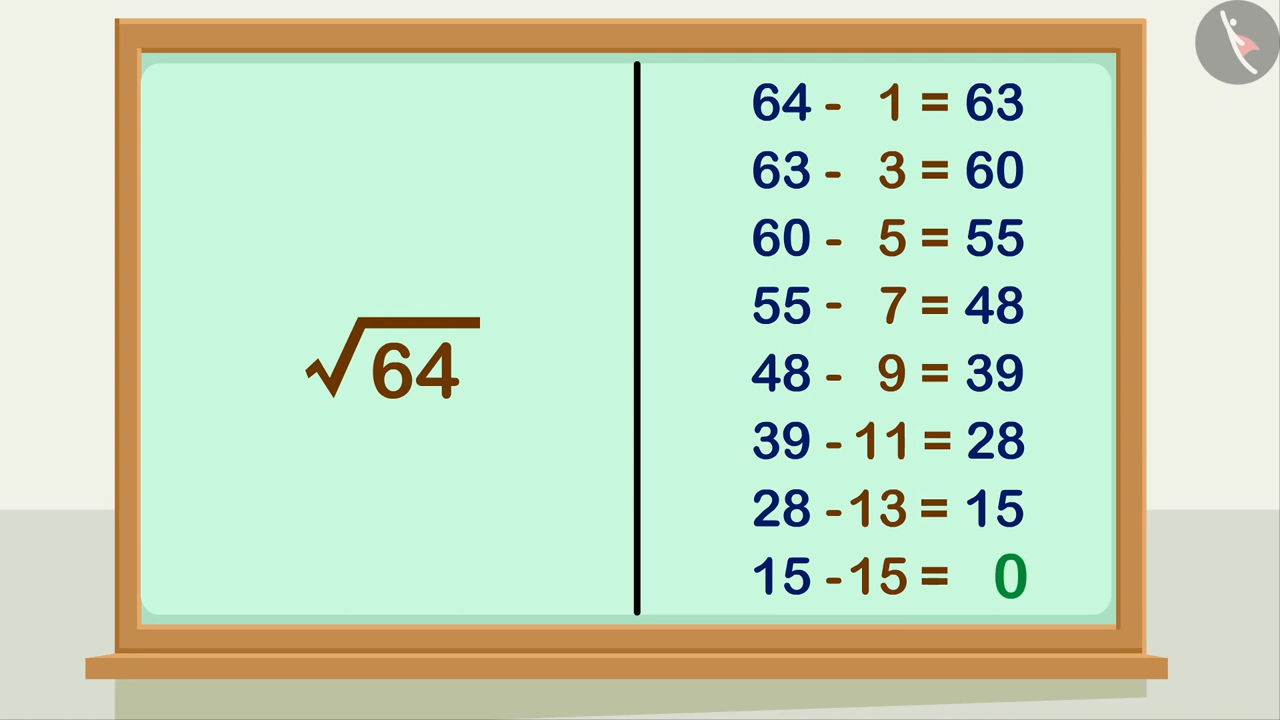 √64
64 - 1 = 63
63 - 3 = 60
60 - 5 = 55
55 - 7 = 48
48 - 9 = 39
39 - 11 = 28
28 - 13 = 15
15 - 15 = 0